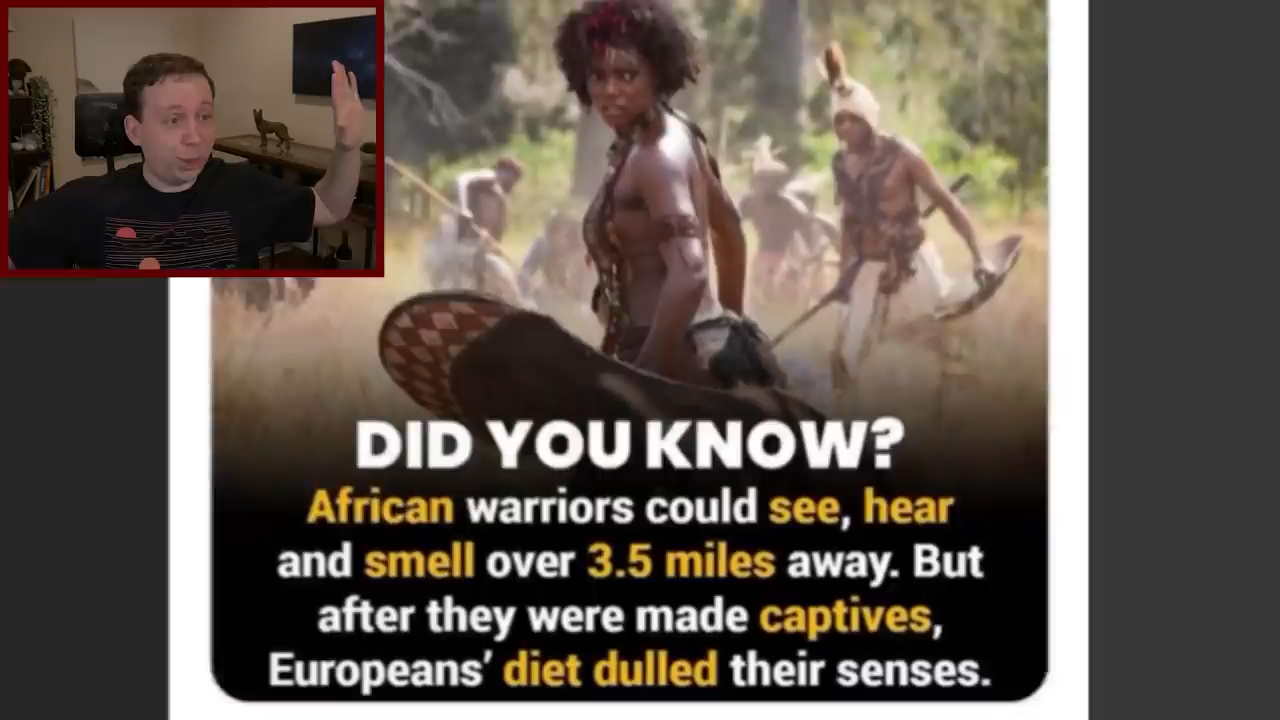 DID YOU KNOW?
African warriors could see, hear
and smell over 3.5 miles away. But
after they were made captives,
Europeans' diet dulled their senses.